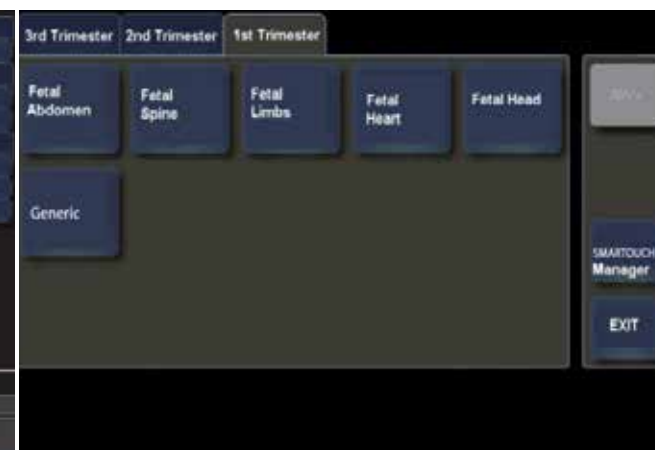 3rd Trimester 2nd Trimester 1st Trimester
Fetal
Abdomen
Fetal
Spine
Fetal
Limbs
Fetal
Heart
Fetal Head
Generic
SMARTOUCH
Manager
EXIT